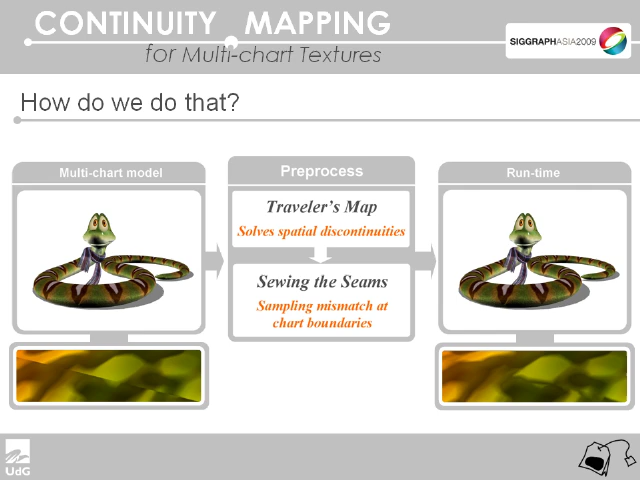 CONTINUITY MAPPING
for Multi-chart Textures
SIGGRAPHASIA2009
How do we do that?
Multi-chart model
Preprocess
Traveler's Map
Solves spatial discontinuities
Sewing the Seams
Sampling mismatch at
chart boundaries
Run-time
UdG